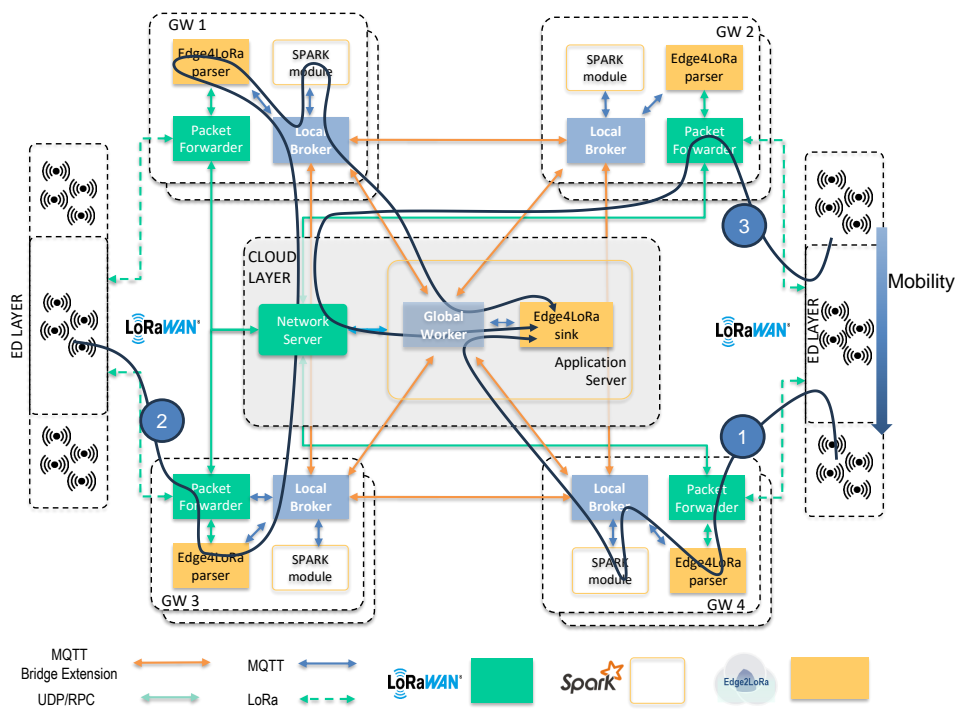 GW 1
Edge4LoRa
parser
SPARK
module
Packet
Forwarder
Local
Broker
GW 2
SPARK
module
Edge4LoRa
parser
Local
Broker
Packet
Forwarder
ED LAYER
LoRaWAN®
CLOUD
LAYER
Network
Server
Global
Worker
Edge4LoRa
sink
Application
Server
LoRaWAN®
ED LAYER
Mobility
3
2
1
Packet
Forwarder
Local
Broker
Edge4LoRa
parser
SPARK
module
GW 3
Local
Broker
Packet
Forwarder
SPARK
module
Edge4LoRa
parser
GW 4
MQTT
Bridge Extension
MQTT
UDP/RPC
LoRa
LoRaWAN®
Spark
Edge2LoRa